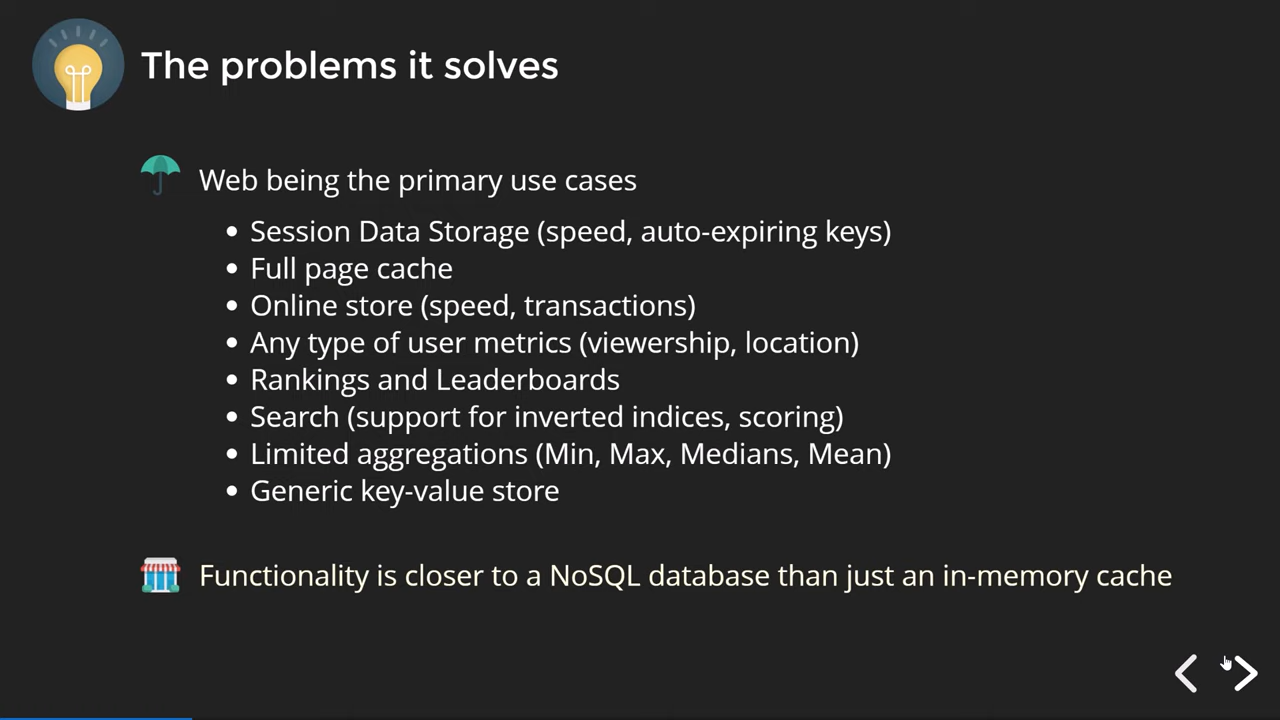 The problems it solves
Web being the primary use cases
Session Data Storage (speed, auto-expiring keys)
Full page cache
Online store (speed, transactions)
Any type of user metrics (viewership, location)
Rankings and Leaderboards
Search (support for inverted indices, scoring)
Limited aggregations (Min, Max, Medians, Mean)
Generic key-value store
Functionality is closer to a NoSQL database than just an in-memory cache